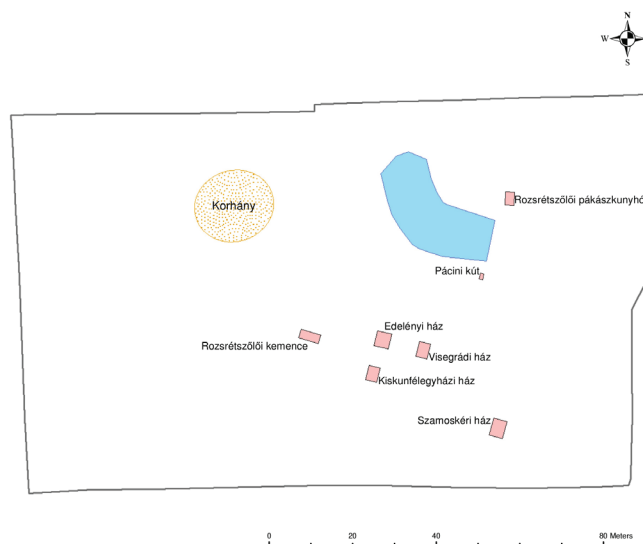 N
W
S
Korhány
Rozsrétszőlői pákászkunyhó
Pácini kút
Edelényi ház
Rozsrétszőlői kemence
Visegrádi ház
Kiskunfélegyházi ház
Szamoskéri ház
0 20 40 80 Meters